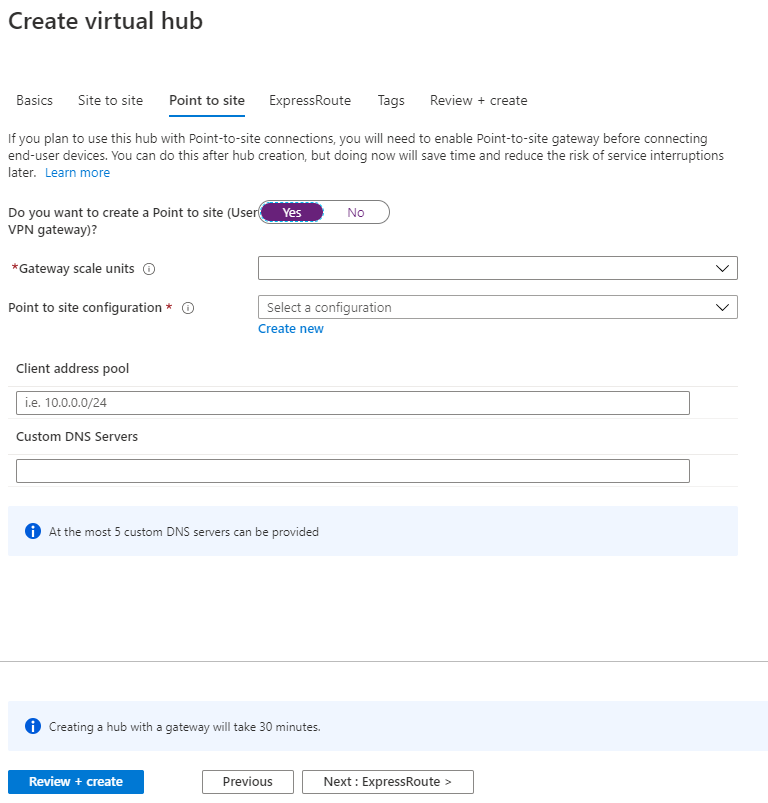 Create virtual hub
Basics Site to site Point to site ExpressRoute Tags Review + create
If you plan to use this hub with Point-to-site connections, you will need to enable Point-to-site gateway before connecting
end-user devices. You can do this after hub creation, but doing now will save time and reduce the risk of service interruptions
later. Learn more
Do you want to create a Point to site (User
VPN gateway)?
Yes No
*Gateway scale units
Point to site configuration *
Select a configuration
Create new
Client address pool
i.e. 10.0.0.0/24
Custom DNS Servers
At the most 5 custom DNS servers can be provided
Creating a hub with a gateway will take 30 minutes.
Review + create Previous Next : ExpressRoute >